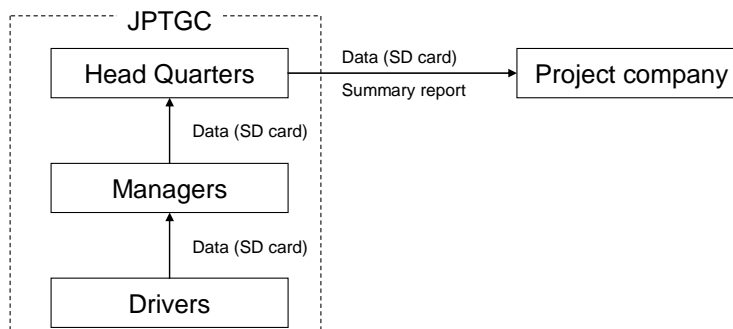 JPTGC
Head Quarters
Data (SD card)
Summary report
Project company
Data (SD card)
Managers
Data (SD card)
Drivers